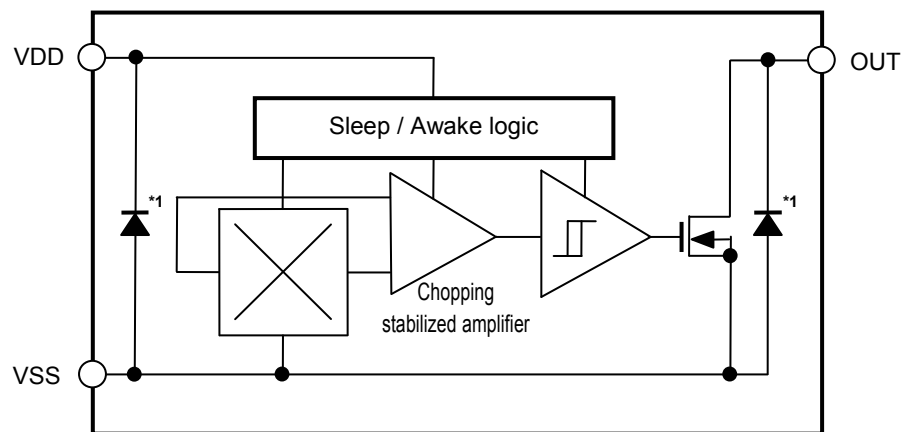 VDD
OUT
Sleep / Awake logic
*1
*1
Chopping
stabilized amplifier
VSS